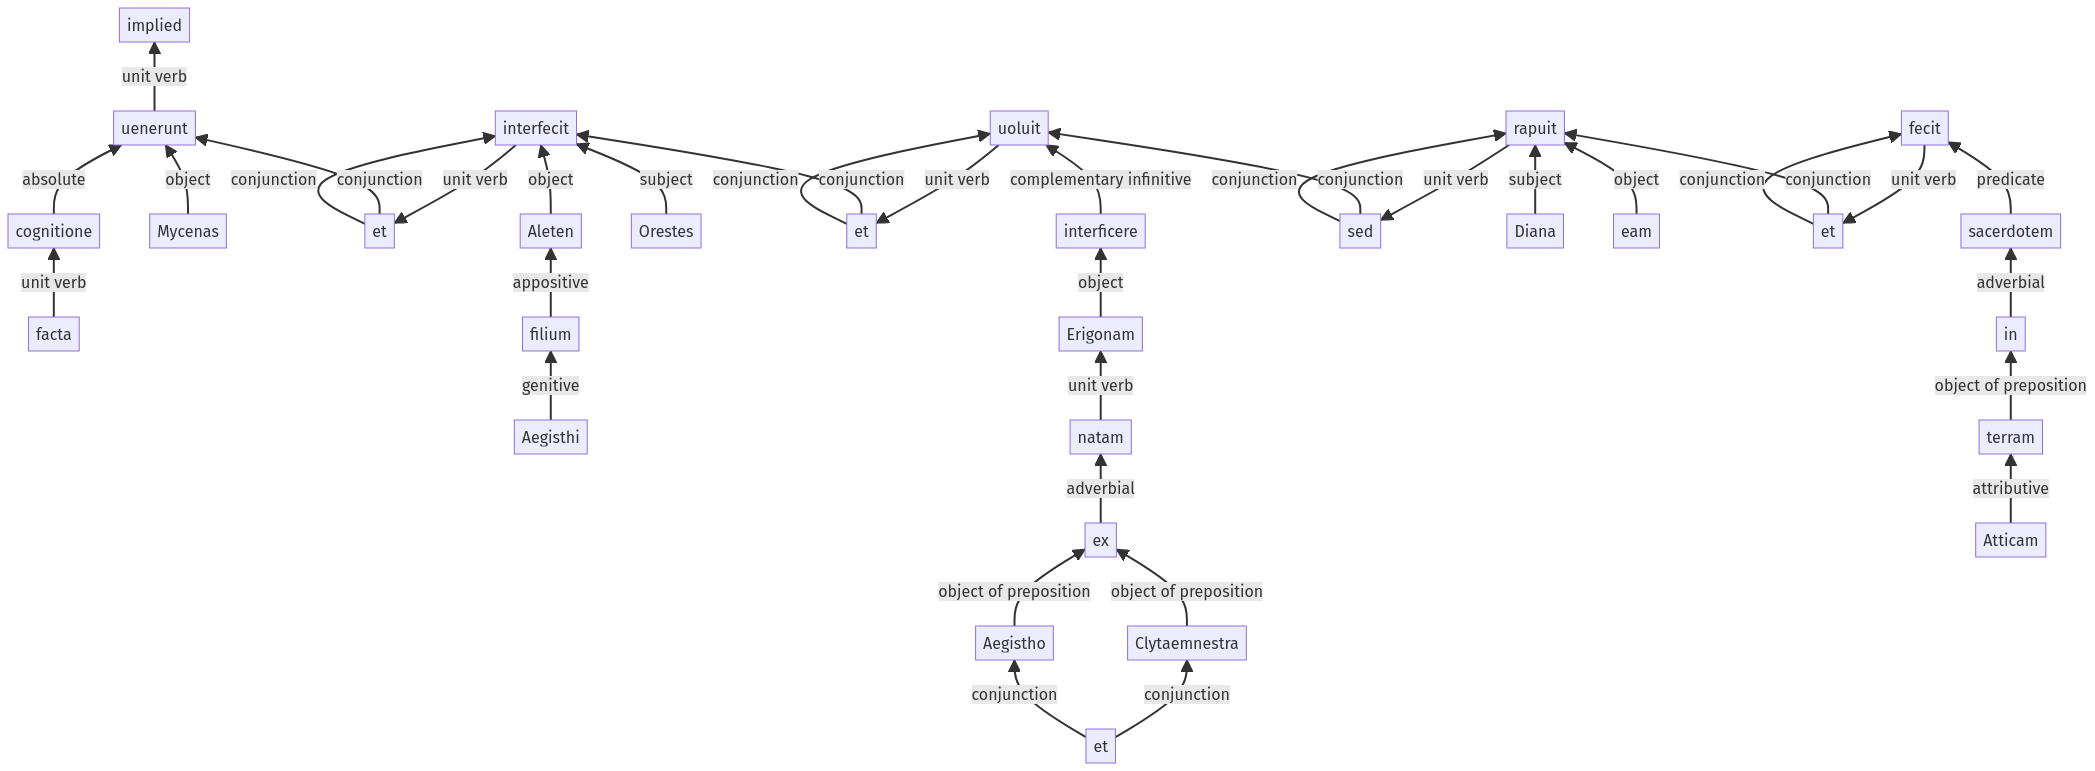 implied
unit verb
uenerunt interfecit uoluit rapuit fecit
absolute object conjunction conjunction unit verb object subject conjunction conjunction unit verb complementary infinitive conjunction conjunction unit verb subject object conjunction conjunction unit verb predicate
cognitione Mycenas et Aleten Orestes et interficere sed Diana eam et sacerdotem
unit verb appositive object adverbial
facta filium Erigonam in
genitive unit verb object of preposition
Aegisthi natam terram
adverbial attributive
ex Atticam
object of preposition object of preposition
Aegistho Clytaemnestra
conjunction conjunction
et